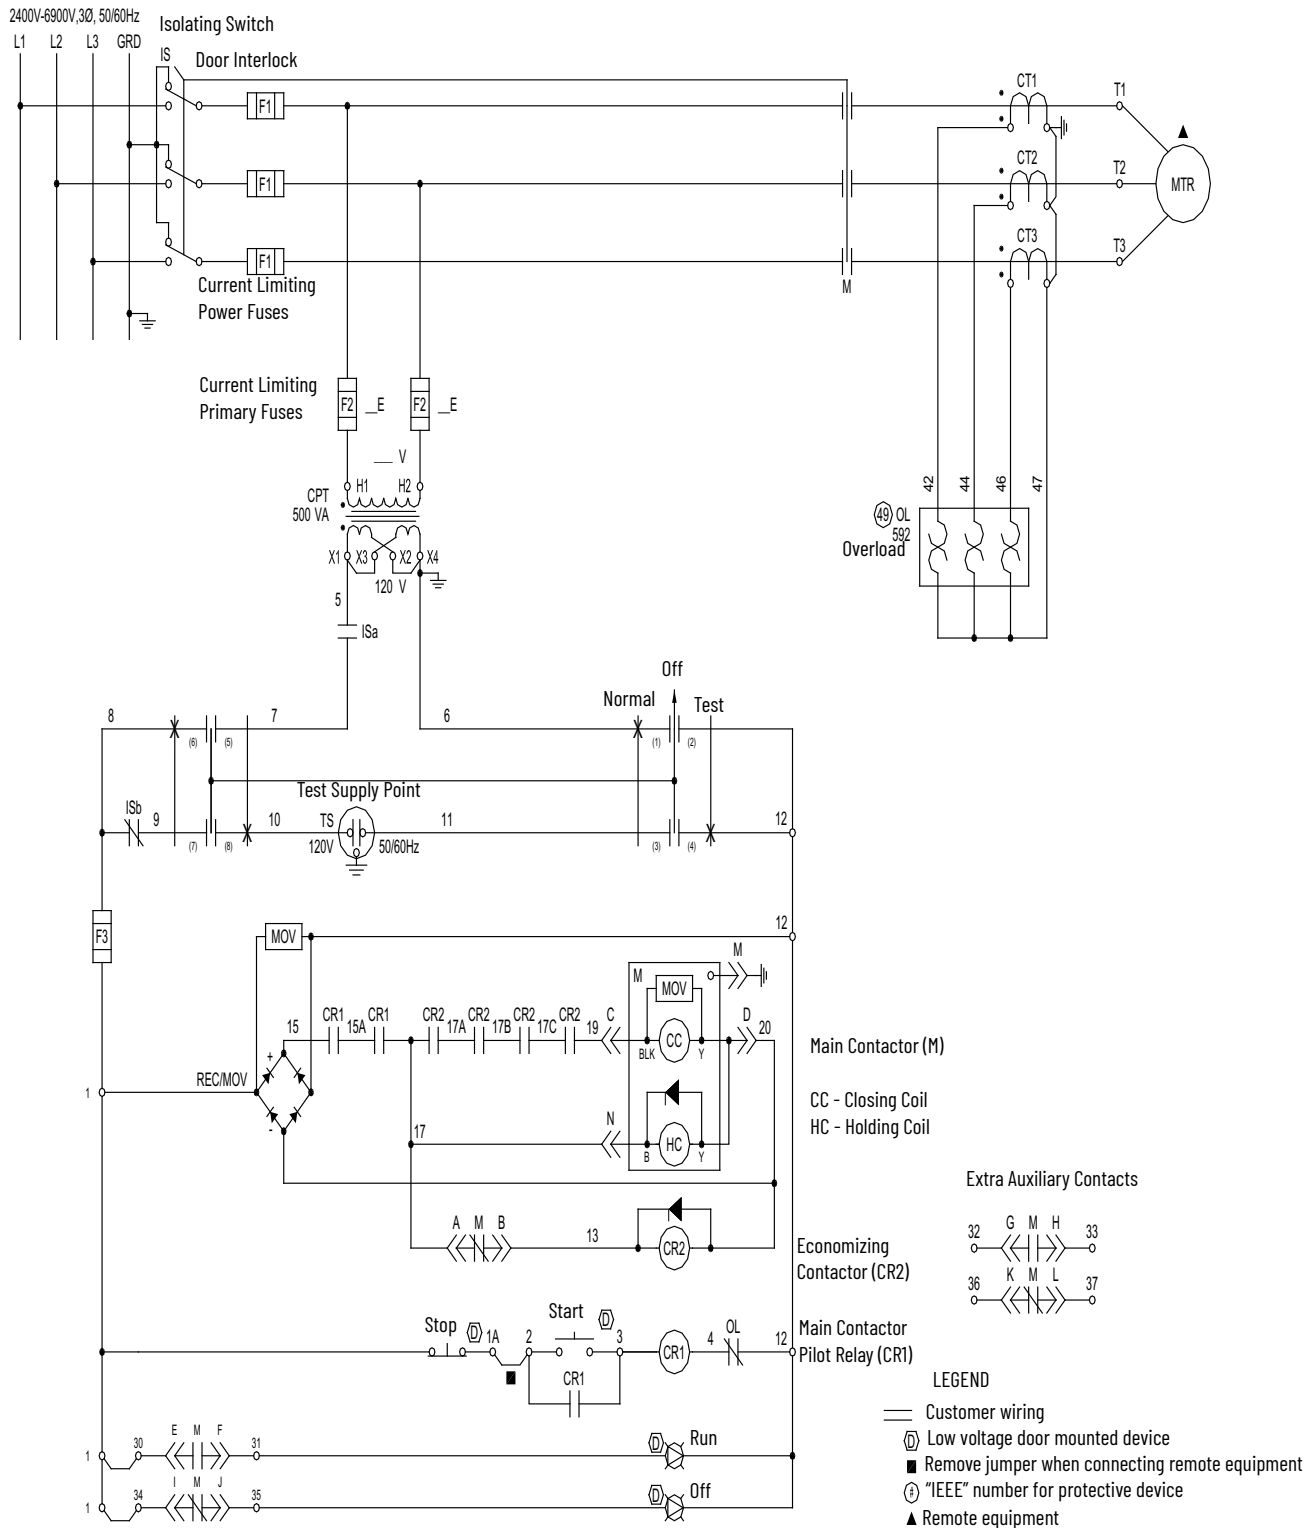 2400V-6900V,3Ø, 50/60Hz
Isolating Switch
L1 L2 L3 GRD
IS
Door Interlock
F1
F1
F1
Current Limiting
Power Fuses
M
CT1
CT2
CT3
T1
T2
T3
MTR
Current Limiting
Primary Fuses
F2 __E F2 __E
___ V
H1 H2
CPT
500 VA
X1 X3 X2 X4
120 V
5
ISa
42 44 46 47
49 OL
592
Overload
Off
Normal
Test
8 7 6
(6) (5) (1) (2)
Test Supply Point
ISb 9 10 TS 11 12
120V 50/60Hz
(7) (8) (3) (4)
F3
MOV
12
M
M
MOV
15 CR1 15A CR1 CR2 17A CR2 17B CR2 17C CR2 19 C CC D 20
BLK Y
Main Contactor (M)
CC - Closing Coil
HC - Holding Coil
+
-
1
REC/MOV
17
N
HC
B Y
A M B
13
CR2
Economizing
Contactor (CR2)
Extra Auxiliary Contacts
32 G M H 33
36 K M L 37
Stop D 1A 2 Start D 3 CR1 4 OL 12
CR1
Main Contactor
Pilot Relay (CR1)
1 30 E M F 31 D Run
1 34 I M J 35 D Off
LEGEND
Customer wiring
D Low voltage door mounted device
Remove jumper when connecting remote equipment
# "IEEE" number for protective device
Remote equipment